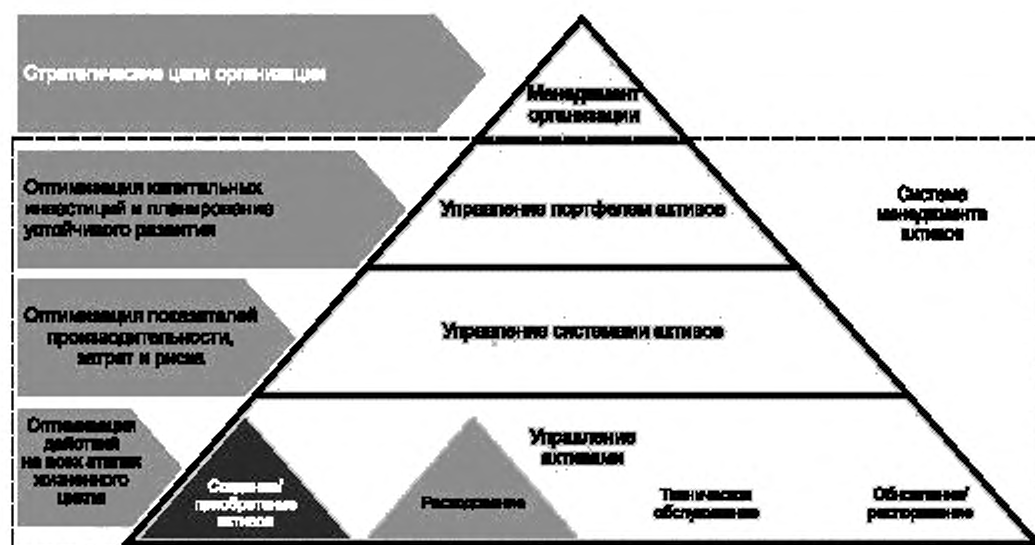 Стратегические цели организации
Менеджмент
организации
Оптимизация капитальных
инвестиций и планирование
устойчивого развития
Управление портфелем активов
Система
менеджмента
активов
Оптимизация показателей
производительности,
затрат и риска
Управление системами активов
Оптимизация
действий
на всех этапах
жизненного
цикла
Управление
активами
Создание/
приобретение
активов
Расходование
Техническое
обслуживание
Обновление/
распоряжение